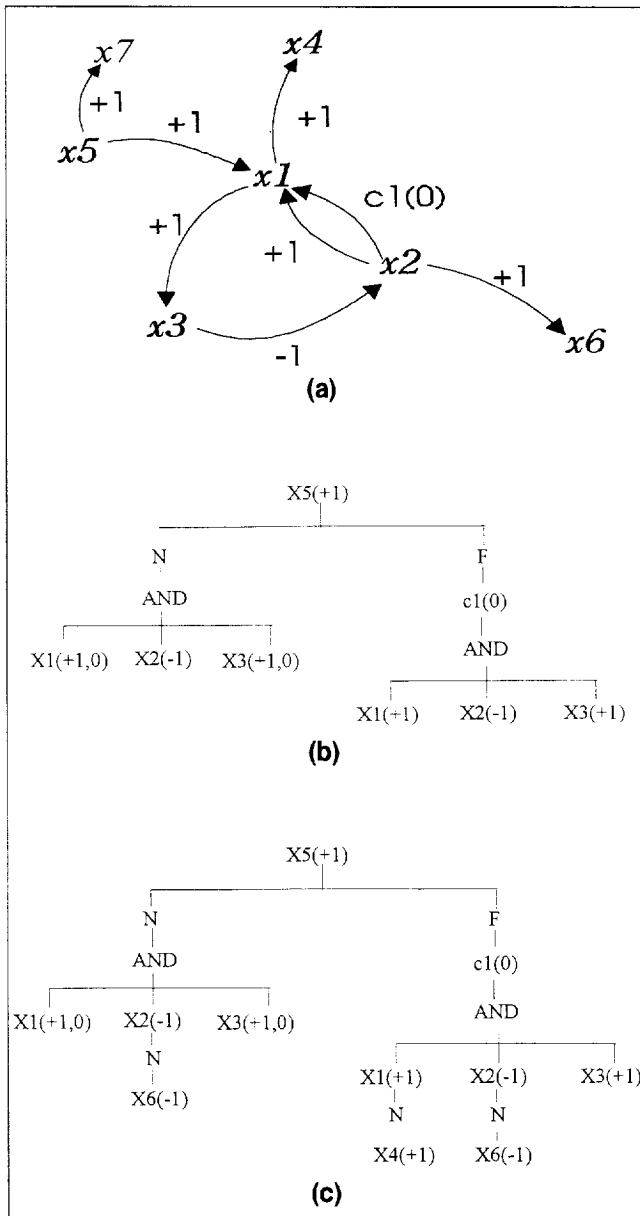 x7
x4
+1
+1
+1
x5
x1
c1(0)
+1
+1
x2
+1
x3
-1
x6
(a)
X5(+1)
N F
AND c1(0)
X1(+1,0) X2(-1) X3(+1,0) AND
X1(+1) X2(-1) X3(+1)
(b)
X5(+1)
N F
AND c1(0)
X1(+1,0) X2(-1) X3(+1,0) AND
N X1(+1) X2(-1) X3(+1)
X6(-1) N N
X4(+1) X6(-1)
(c)